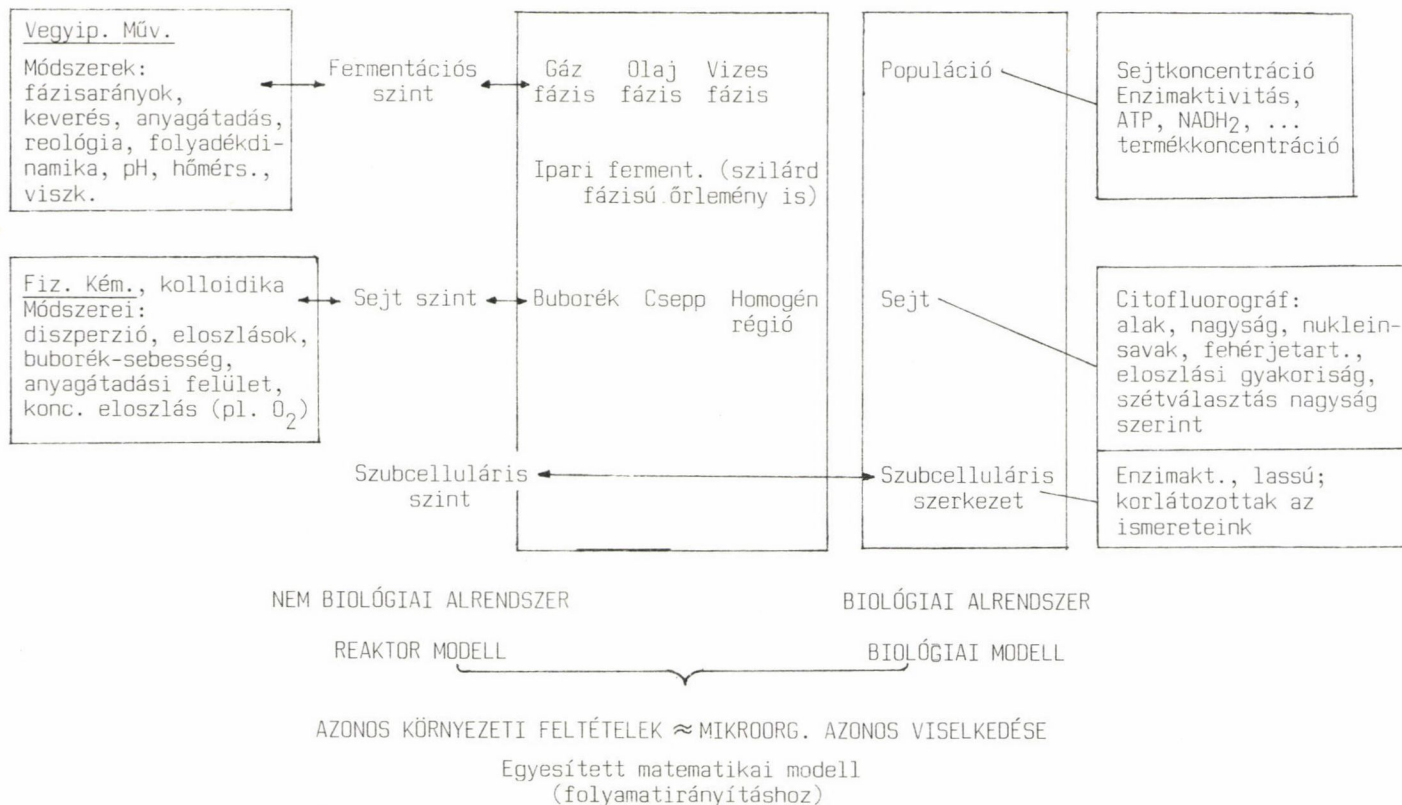 Vegyip. Műv.
Módszerek:
fázisarányok,
keverés, anyagátadás,
reológia, folyadékdi-
namika, pH, hőmérs.,
viszk.
Fermentációs
szint
Gáz fázis
Olaj fázis
Vizes fázis
Ipari ferment. (szilárd
fázisú őrlemény is)
Populáció
Sejtkoncentráció
Enzimaktivitás,
ATP, NADH2, ...
termékkoncentráció
Fiz. Kém., kolloidika
Módszerei:
diszperzió, eloszlások,
buborék-sebesség,
anyagátadási felület,
konc. eloszlás (pl. O2)
Sejt szint
Buborék
Csepp
Homogén
régió
Sejt
Citofluorográf:
alak, nagyság, nuklein-
savak, fehérjetart.,
eloszlási gyakoriság,
szétválasztás nagyság
szerint
Szubcelluláris
szint
Szubcelluláris
szerkezet
Enzimakt., lassú;
korlátozottak az
ismereteink
NEM BIOLÓGIAI ALRENDSZER
BIOLÓGIAI ALRENDSZER
REAKTOR MODELL
BIOLÓGIAI MODELL
AZONOS KÖRNYEZETI FELTÉTELEK ≈ MIKROORG. AZONOS VISELKEDÉSE
Egyesített matematikai modell
(folyamatirányításhoz)